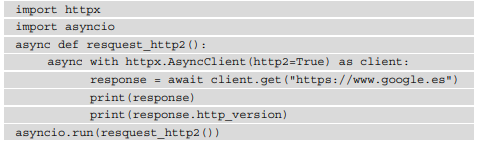 import httpx
import asyncio
async def resquest_http2():
    async with httpx.AsyncClient(http2=True) as client:
        response = await client.get("https://www.google.es")
        print(response)
        print(response.http_version)
asyncio.run(resquest_http2())